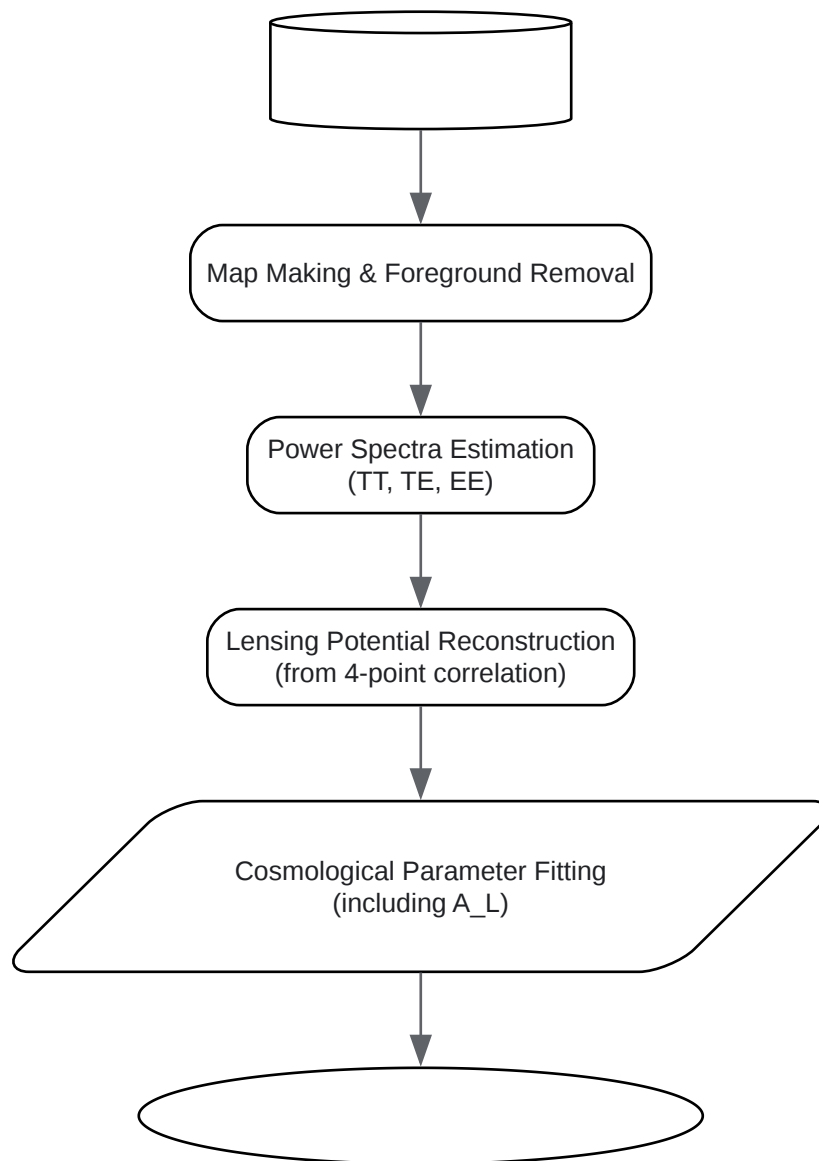 Map Making & Foreground Removal
Power Spectra Estimation
(TT, TE, EE)
Lensing Potential Reconstruction
(from 4-point correlation)
Cosmological Parameter Fitting
(including A_L)